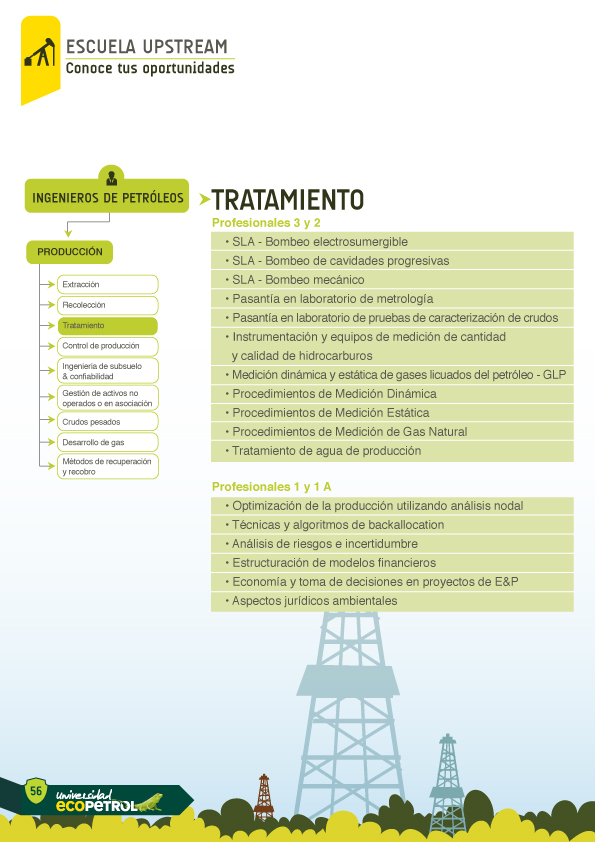 ESCUELA UPSTREAM
Conoce tus oportunidades
INGENIEROS DE PETRÓLEOS
PRODUCCIÓN
Extracción
Recolección
Tratamiento
Control de producción
Ingeniería de subsuelo
& confiabilidad
Gestión de activos no
operados o en asociación
Crudos pesados
Desarrollo de gas
Métodos de recuperación
y recobro
TRATAMIENTO
Profesionales 3 y 2
• SLA - Bombeo electrosumergible
• SLA - Bombeo de cavidades progresivas
• SLA - Bombeo mecánico
• Pasantía en laboratorio de metrología
• Pasantía en laboratorio de pruebas de caracterización de crudos
• Instrumentación y equipos de medición de cantidad
y calidad de hidrocarburos
• Medición dinámica y estática de gases licuados del petróleo - GLP
• Procedimientos de Medición Dinámica
• Procedimientos de Medición Estática
• Procedimientos de Medición de Gas Natural
• Tratamiento de agua de producción
Profesionales 1 y 1 A
• Optimización de la producción utilizando análisis nodal
• Técnicas y algoritmos de backallocation
• Análisis de riesgos e incertidumbre
• Estructuración de modelos financieros
• Economía y toma de decisiones en proyectos de E&P
• Aspectos jurídicos ambientales
56
Universidad
ECOPETROL